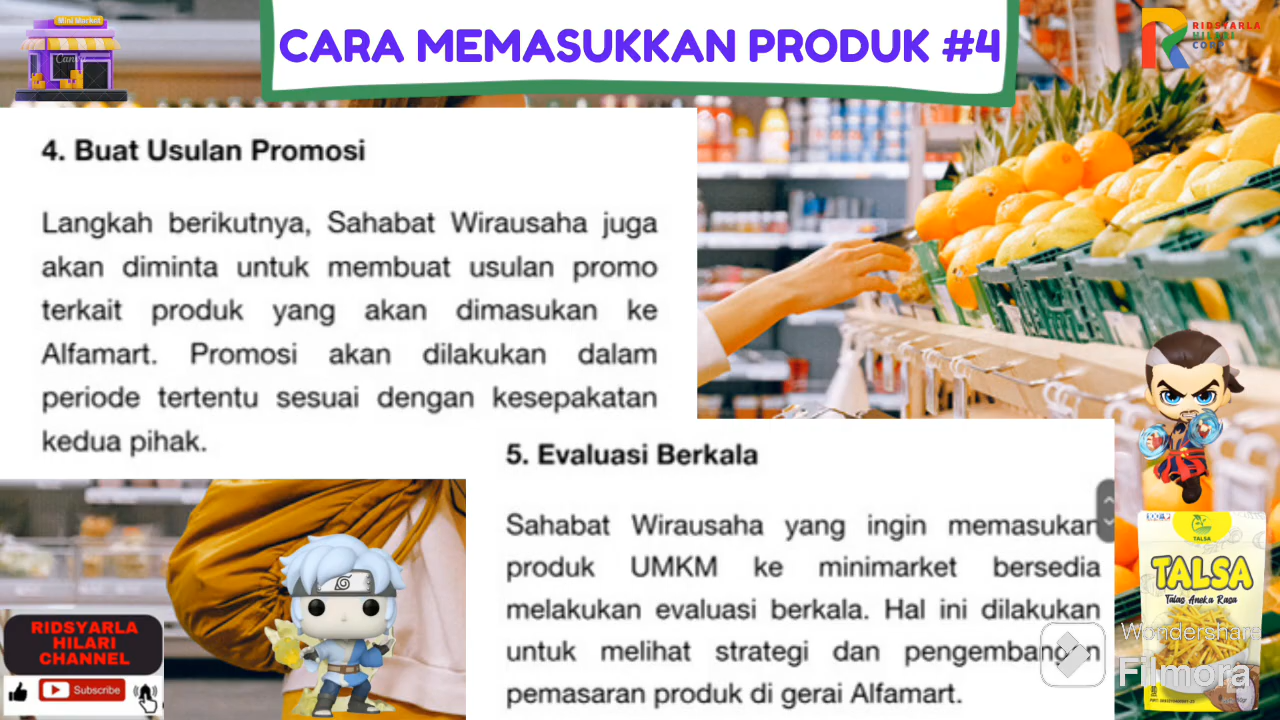 Mini Market
Canva
CARA MEMASUKKAN PRODUK #4
RIDSYARLA
HILARI
CORP
4. Buat Usulan Promosi
Langkah berikutnya, Sahabat Wirausaha juga
akan diminta untuk membuat usulan promo
terkait produk yang akan dimasukan ke
Alfamart. Promosi akan dilakukan dalam
periode tertentu sesuai dengan kesepakatan
kedua pihak.
5. Evaluasi Berkala
Sahabat Wirausaha yang ingin memasukan
produk UMKM ke minimarket bersedia
melakukan evaluasi berkala. Hal ini dilakukan
untuk melihat strategi dan pengembangan
pemasaran produk di gerai Alfamart.
RIDSYARLA
HILARI
CHANNEL
Subscribe
TALSA
TALSA
Talas Aneka Rasa
Wondershare
Filmora